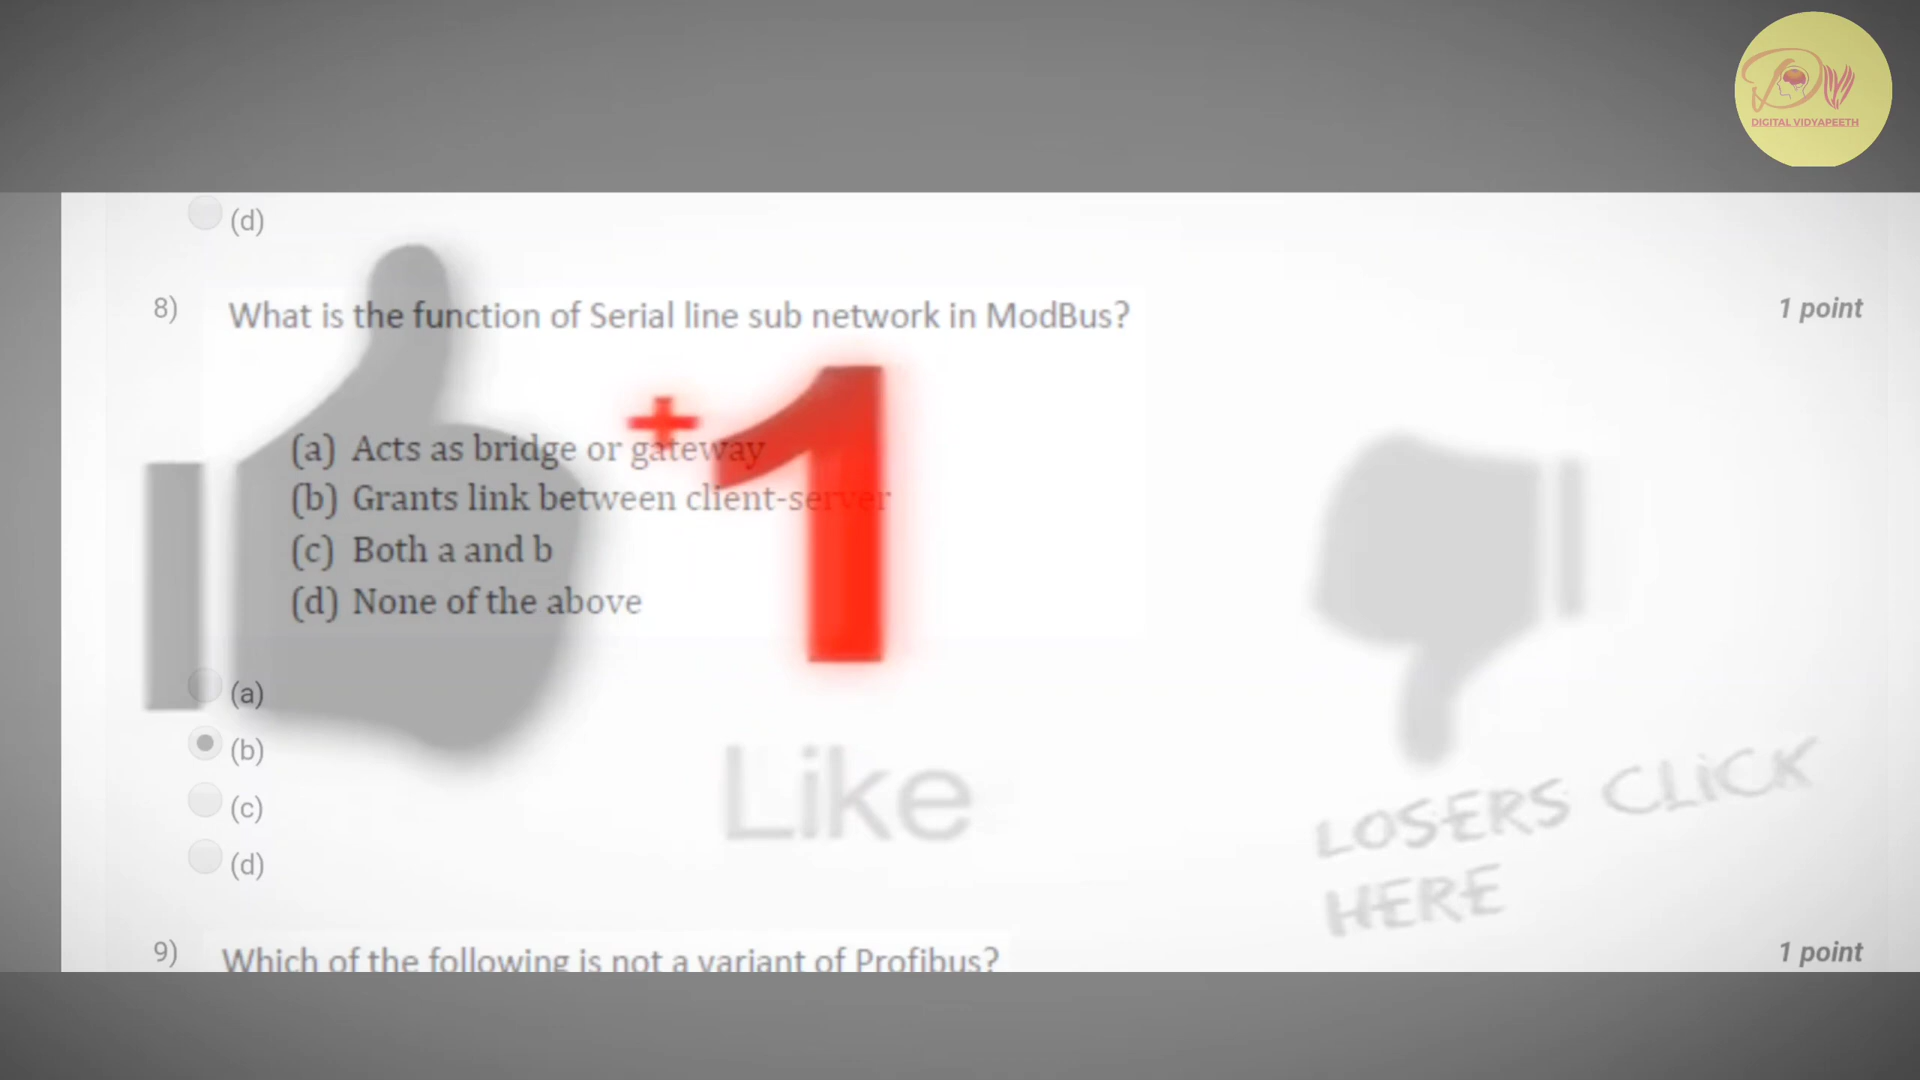 DIGITAL VIDYAPEETH
(d)
8) What is the function of Serial line sub network in ModBus? 1 point
+1
(a) Acts as bridge or gateway
(b) Grants link between client-server
(c) Both a and b
(d) None of the above
(a)
(b)
(c)
(d)
Like
LOSERS CLICK
HERE
9) Which of the following is not a variant of Profibus? 1 point